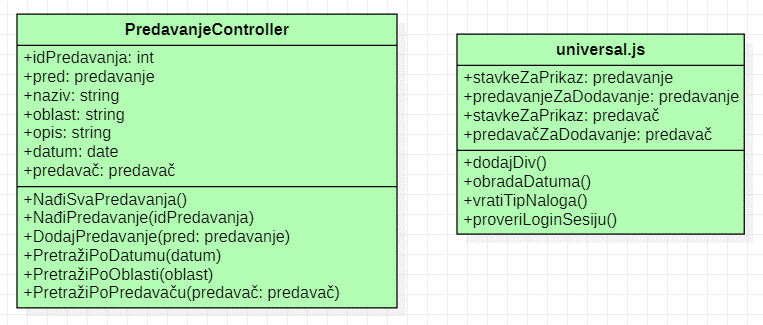 PredavanjeController
+idPredavanja: int
+pred: predavanje
+naziv: string
+oblast: string
+opis: string
+datum: date
+predavač: predavač
+NađiSvaPredavanja()
+NađiPredavanje(idPredavanja)
+DodajPredavanje(pred: predavanje)
+PretražiPoDatumu(datum)
+PretražiPoOblasti(oblast)
+PretražiPoPredavaču(predavač: predavač)
universal.js
+stavkeZaPrikaz: predavanje
+predavanjeZaDodavanje: predavanje
+stavkeZaPrikaz: predavač
+predavačZaDodavanje: predavač
+dodajDiv()
+obradaDatuma()
+vratiTipNaloga()
+proveriLoginSesiju()